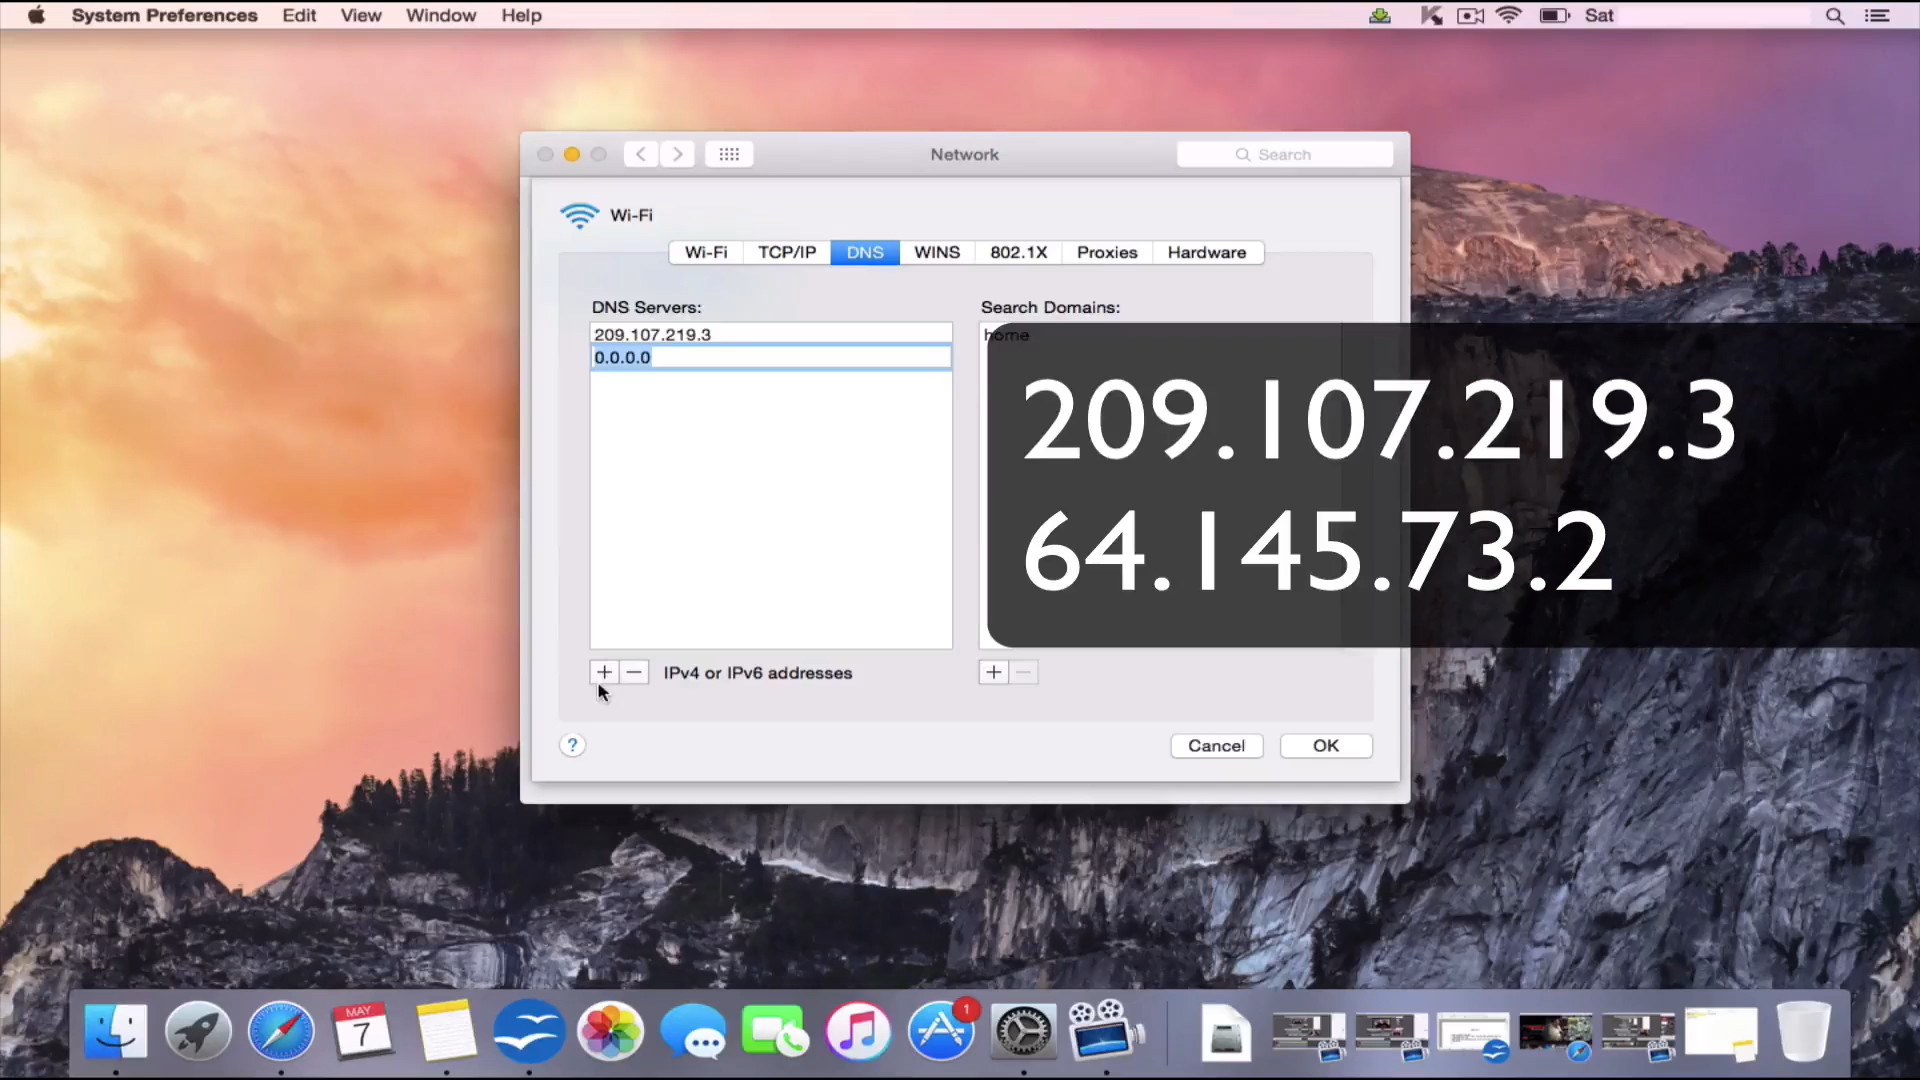 System Preferences Edit View Window Help Sat
Network
Search
Wi-Fi
Wi-Fi TCP/IP DNS WINS 802.1X Proxies Hardware
DNS Servers:
209.107.219.3
0.0.0.0
Search Domains:
home
209.107.219.3
64.145.73.2
+ − IPv4 or IPv6 addresses
+ −
? Cancel OK
MAY
7
1